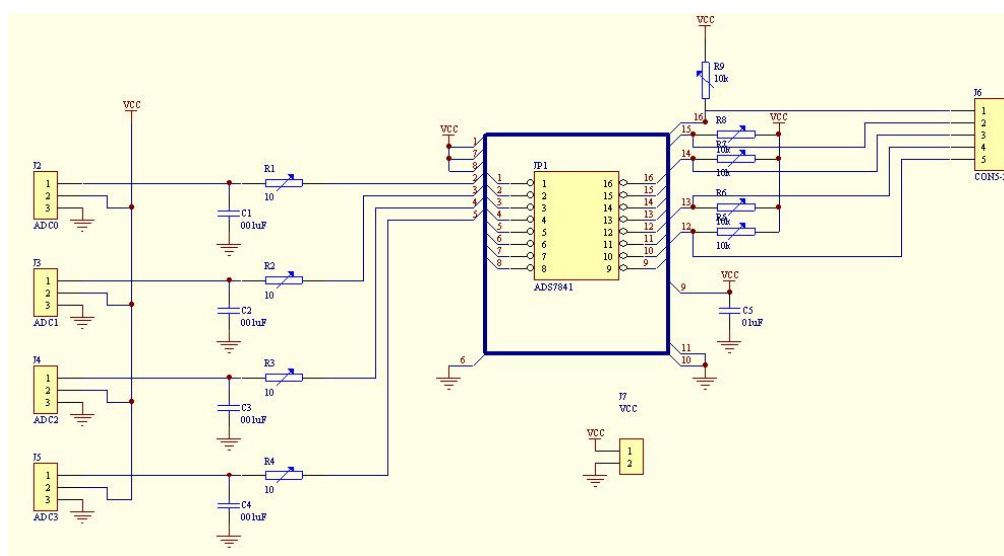 VCC
R9
10k
J6
1
2
3
4
5
CON5-
16
VCC
R8
15
R7
10k
14
10k
R6
13
R5
10k
12
10k
VCC
J2
1
2
3
ADC0
R1
10
C1
001uF
J3
1
2
3
ADC1
R2
10
C2
001uF
J4
1
2
3
ADC2
R3
10
C3
001uF
J5
1
2
3
ADC3
R4
10
C4
001uF
VCC
1
7
8
2
3
4
5
6
JP1
1 1 16 16
2 2 15 15
3 3 14 14
4 4 13 13
5 5 12 12
6 6 11 11
7 7 10 10
8 8 9 9
ADS7841
9
VCC
C5
01uF
11
10
J7
VCC
VCC
1
2